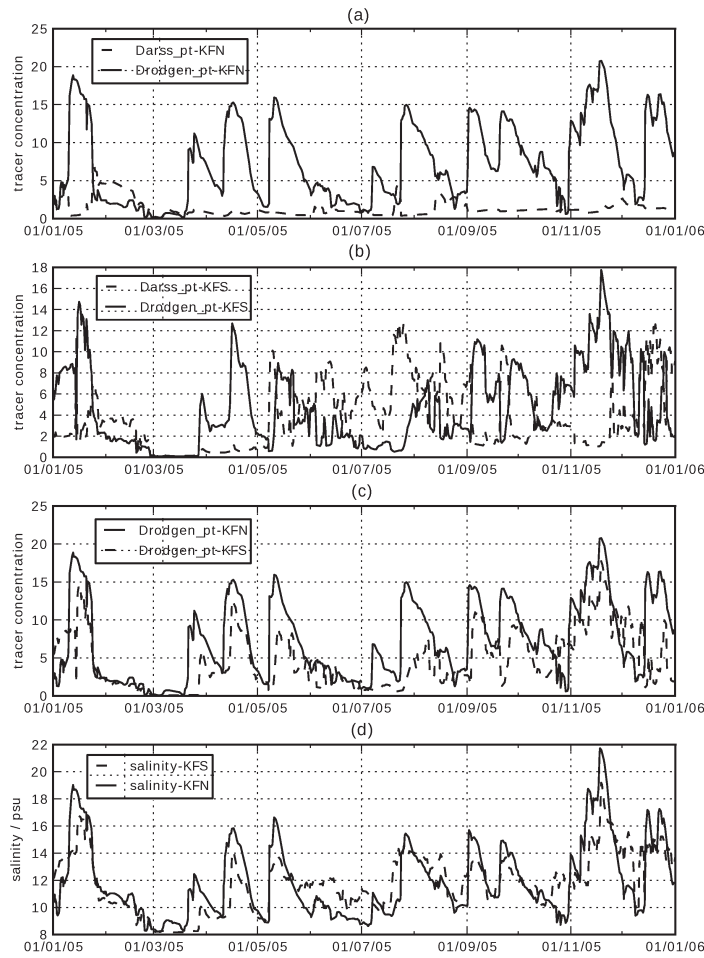 (a)
25
20
15
10
5
0
tracer concentration
Darss_pt-KFN
Drodgen_pt-KFN
01/01/05 01/03/05 01/05/05 01/07/05 01/09/05 01/11/05 01/01/06
(b)
18
16
14
12
10
8
6
4
2
0
tracer concentration
Darss_pt-KFS
Drodgen_pt-KFS
01/01/05 01/03/05 01/05/05 01/07/05 01/09/05 01/11/05 01/01/06
(c)
25
20
15
10
5
0
tracer concentration
Drodgen_pt-KFN
Drodgen_pt-KFS
01/01/05 01/03/05 01/05/05 01/07/05 01/09/05 01/11/05 01/01/06
(d)
22
20
18
16
14
12
10
8
salinity / psu
salinity-KFS
salinity-KFN
01/01/05 01/03/05 01/05/05 01/07/05 01/09/05 01/11/05 01/01/06